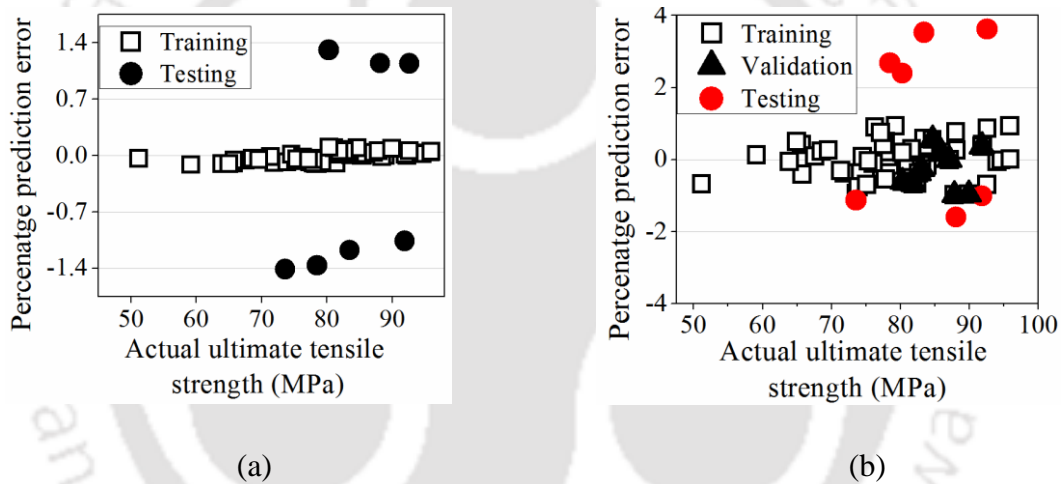 Percenatge prediction error
1.4
0.7
0.0
-0.7
-1.4
Training
Testing
50 60 70 80 90
Actual ultimate tensile
strength (MPa)
(a)
Percenatge prediction error
4
2
0
-2
-4
Training
Validation
Testing
50 60 70 80 90 100
Actual ultimate tensile
strength (MPa)
(b)